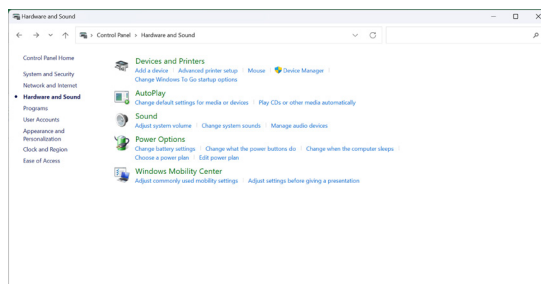 Hardware and Sound
Control Panel > Hardware and Sound
Control Panel Home
System and Security
Network and Internet
Hardware and Sound
Programs
User Accounts
Appearance and
Personalization
Clock and Region
Ease of Access
Devices and Printers
Add a device Advanced printer setup Mouse Device Manager
Change Windows To Go startup options
AutoPlay
Change default settings for media or devices Play CDs or other media automatically
Sound
Adjust system volume Change system sounds Manage audio devices
Power Options
Change battery settings Change what the power buttons do Change when the computer sleeps
Choose a power plan Edit power plan
Windows Mobility Center
Adjust commonly used mobility settings Adjust settings before giving a presentation